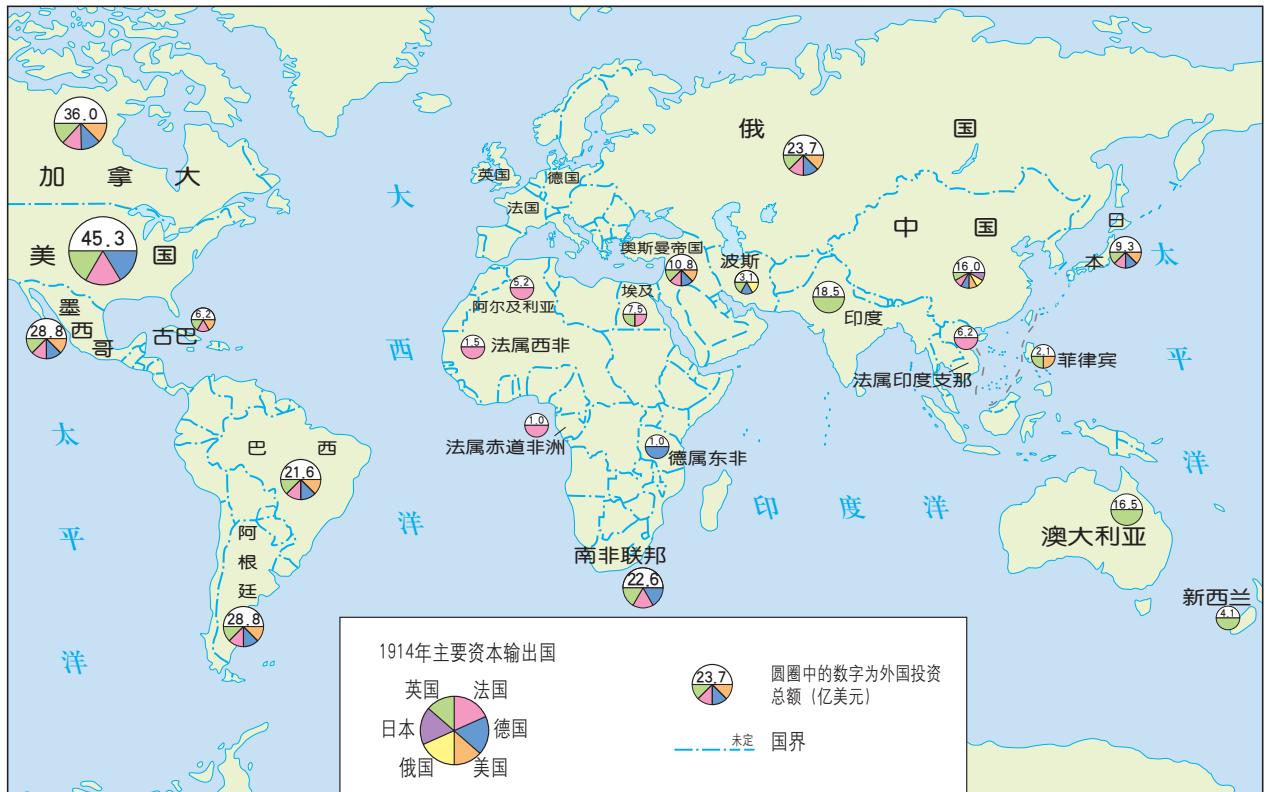 36.0
加拿大
45.3
美国
墨西哥
28.8
古巴
6.2
大西洋
太平洋
巴西
21.6
阿根廷
28.8
英国
德国
法国
俄国
23.7
奥斯曼帝国
10.8
波斯
3.1
阿尔及利亚
5.2
埃及
7.5
法属西非
1.5
法属赤道非洲
1.0
德属东非
1.0
南非联邦
22.6
印度
18.5
中国
16.0
日本
9.3
法属印度支那
6.2
菲律宾
2.1
太平洋
印度洋
澳大利亚
16.5
新西兰
4.1
1914年主要资本输出国
英国
法国
日本
德国
俄国
美国
23.7
圆圈中的数字为外国投资
总额（亿美元）
未定
国界